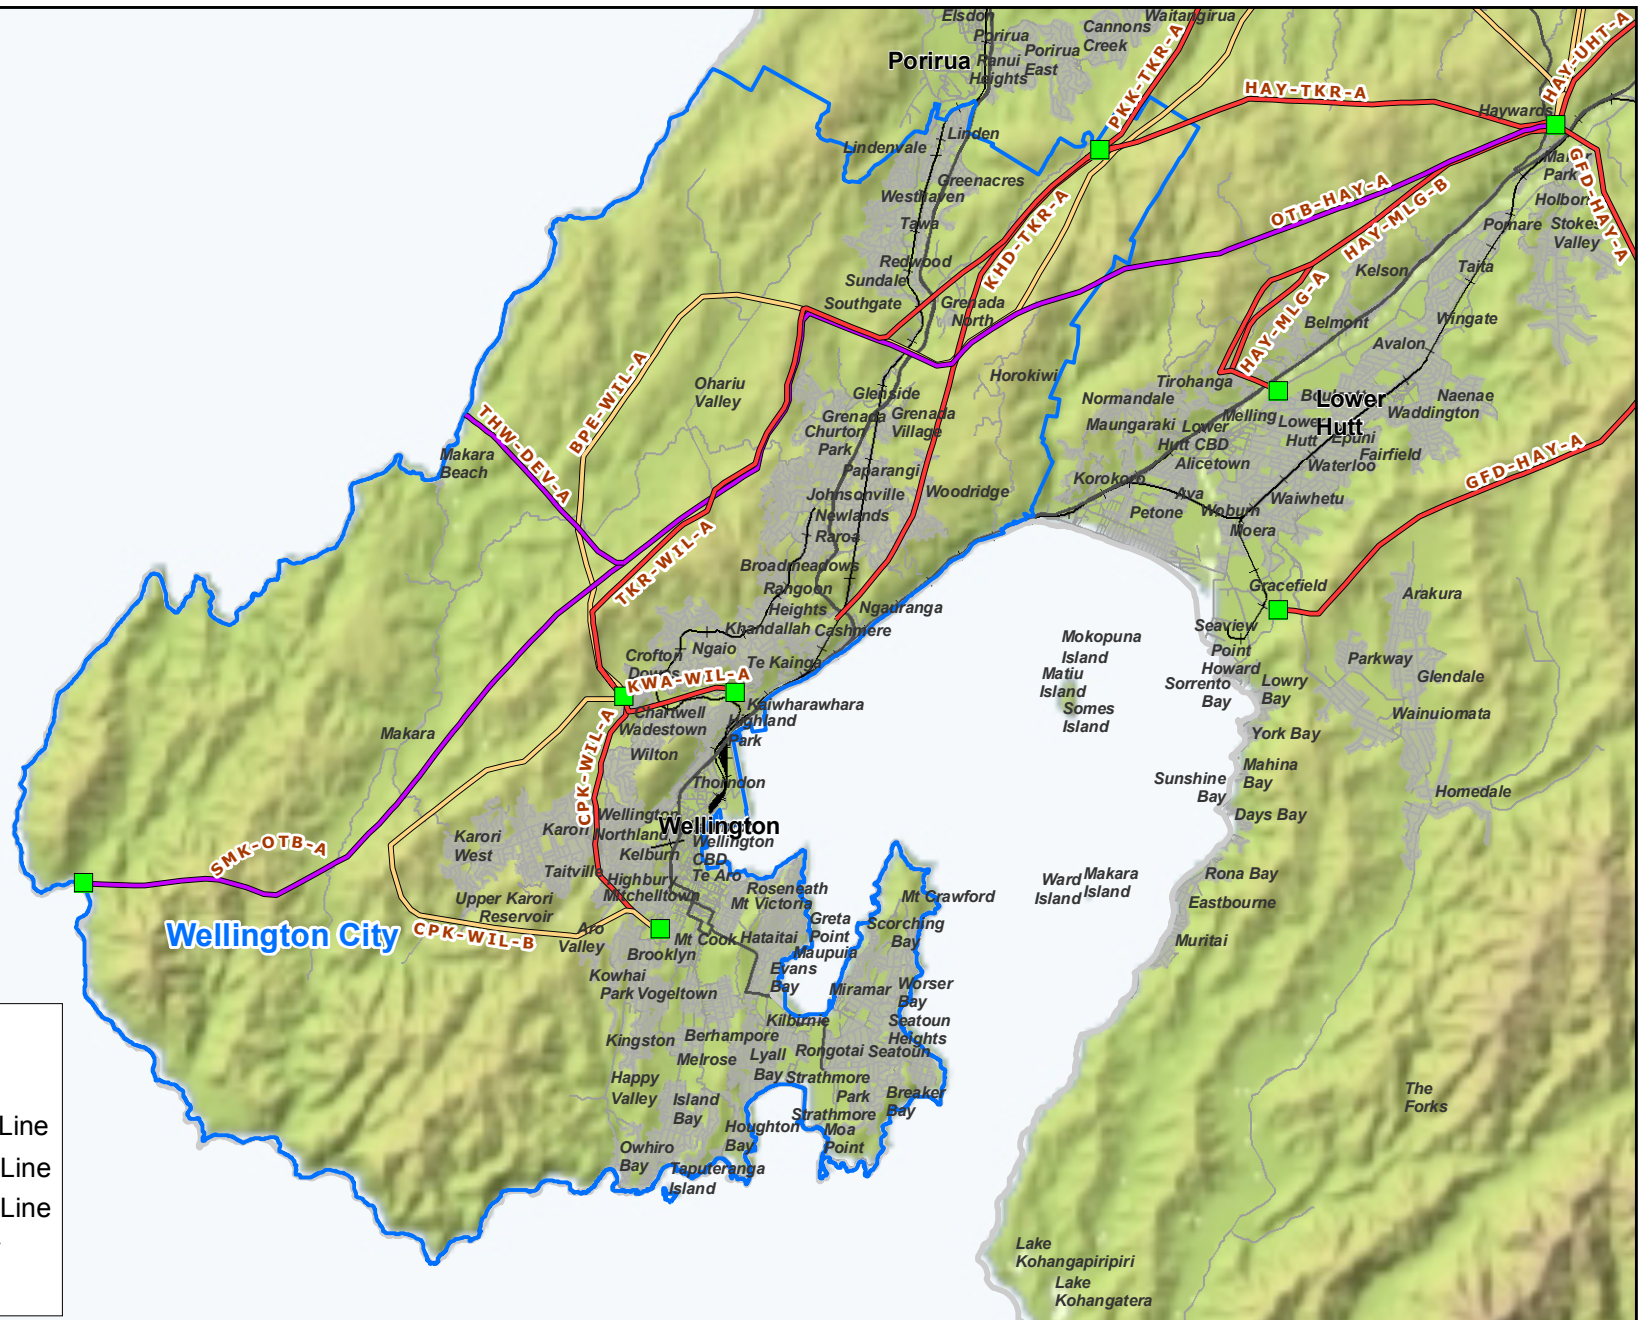 Elsdon
Waitangirua
Cannons
Creek
Porirua
Ranui
Heights
Porirua
East
Porirua
PKK-TKR-A
HAY-TKR-A
HAY-UHT-A
Haywards
Linden
Lindenvale
Manor
Park
GFD-HAY-A
Greenacres
Westhaven
Holborn
Tawa
KHD-TKR-A
OTB-HAY-A
HAY-MLG-B
Pomare
Stokes
Valley
Redwood
Sundale
Kelson
Taita
Southgate
Grenada
North
HAY-MLG-A
Belmont
Wingate
Avalon
BPE-WIL-A
Ohariu
Valley
Horokiwi
Tirohanga
Glenside
Normandale
Lower
Hutt
Naenae
Waddington
THW-DEV-A
Grenada
Village
Churton
Park
Grenada
Maungaraki
Lower
Hutt CBD
Melling
Lower
Hutt
Epuni
Fairfield
Makara
Beach
Paparangi
Alicetown
Waterloo
GFD-HAY-A
Johnsonville
Woodridge
Korokoro
Ava
Waiwhetu
Newlands
Petone
Woburn
Raroa
Moera
TKR-WIL-A
Broadmeadows
Rangoon
Heights
Gracefield
Arakura
Ngauranga
Khandallah
Cashmere
Seaview
Mokopuna
Island
Crofton
Downs
Ngaio
Te Kainga
Point
Howard
Parkway
Matiu
Island
Glendale
KWA-WIL-A
Sorrento
Bay
Lowry
Bay
Somes
Island
Kaiwharawhara
Chartwell
Highland
Park
Wainuiomata
Wadestown
Makara
York Bay
Wilton
CPK-WIL-A
Mahina
Bay
Sunshine
Bay
Thorndon
Homedale
Wellington
Days Bay
Wellington
Karori
West
Karori
Northland
Wellington
CBD
SMK-OTB-A
Kelburn
Taitville
Highbury
Te Aro
Ward
Island
Makara
Island
Rona Bay
Mitchelltown
Roseneath
Mt Victoria
Mt Crawford
Eastbourne
Upper Karori
Reservoir
Greta
Point
Scorching
Bay
Wellington City
CPK-WIL-B
Aro
Valley
Mt Cook
Hataitai
Maupuia
Muritai
Brooklyn
Evans
Bay
Kowhai
Park
Vogeltown
Miramar
Worser
Bay
Kilbirnie
Seatoun
Heights
Kingston
Berhampore
Melrose
Lyall
Bay
Rongotai
Seatoun
Happy
Valley
Strathmore
Park
Breaker
Bay
Island
Bay
The
Forks
Strathmore
Line
Houghton
Bay
Moa
Point
Owhiro
Bay
Line
Taputeranga
Island
Line
Lake
Kohangapiripiri
Lake
Kohangatera